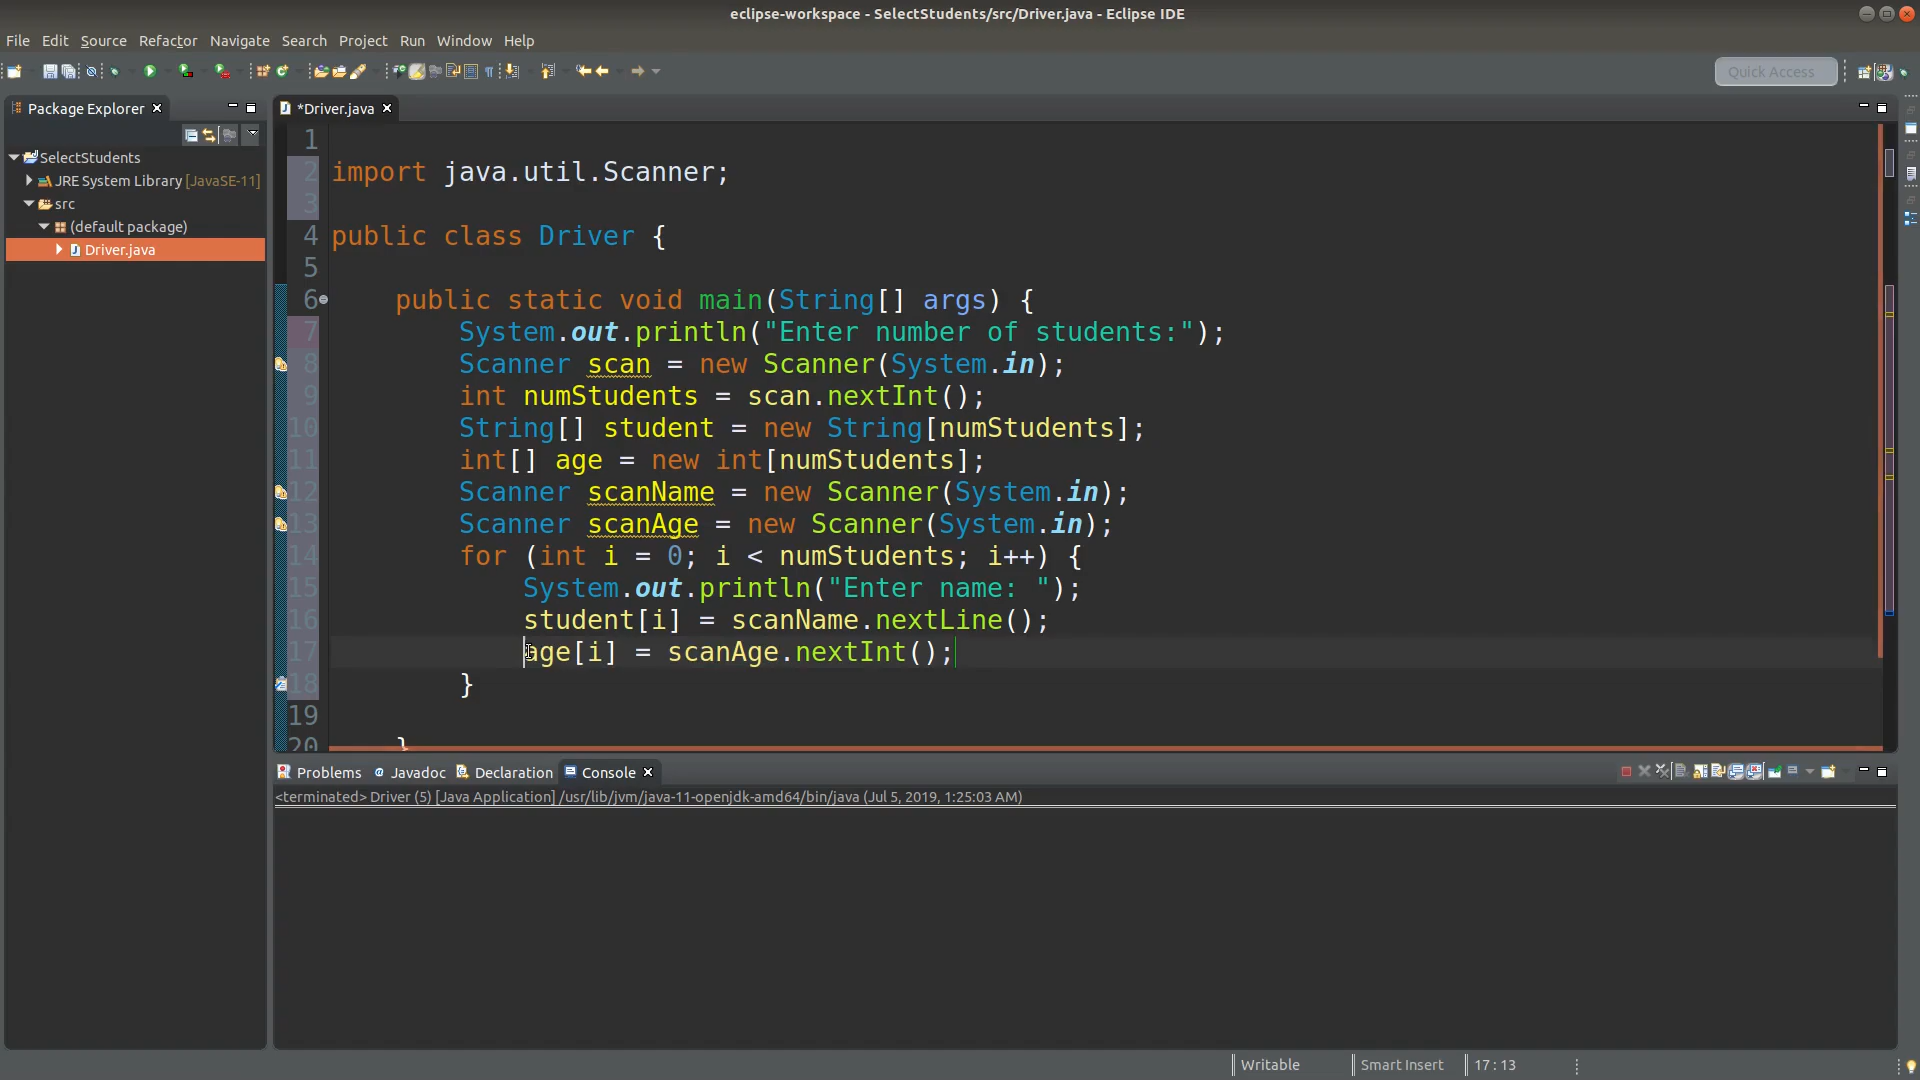 eclipse-workspace - SelectStudents/src/Driver.java - Eclipse IDE
File Edit Source Refactor Navigate Search Project Run Window Help
Quick Access
Package Explorer
*Driver.java
SelectStudents
JRE System Library [JavaSE-11]
src
(default package)
Driver.java
1
2 import java.util.Scanner;
3
4 public class Driver {
5
6 public static void main(String[] args) {
7 System.out.println("Enter number of students:");
8 Scanner scan = new Scanner(System.in);
9 int numStudents = scan.nextInt();
10 String[] student = new String[numStudents];
11 int[] age = new int[numStudents];
12 Scanner scanName = new Scanner(System.in);
13 Scanner scanAge = new Scanner(System.in);
14 for (int i = 0; i < numStudents; i++) {
15 System.out.println("Enter name: ");
16 student[i] = scanName.nextLine();
17 age[i] = scanAge.nextInt();
18 }
19
20 }
Problems @ Javadoc Declaration Console
<terminated> Driver (5) [Java Application] /usr/lib/jvm/java-11-openjdk-amd64/bin/java (Jul 5, 2019, 1:25:03 AM)
Writable Smart Insert 17 : 13